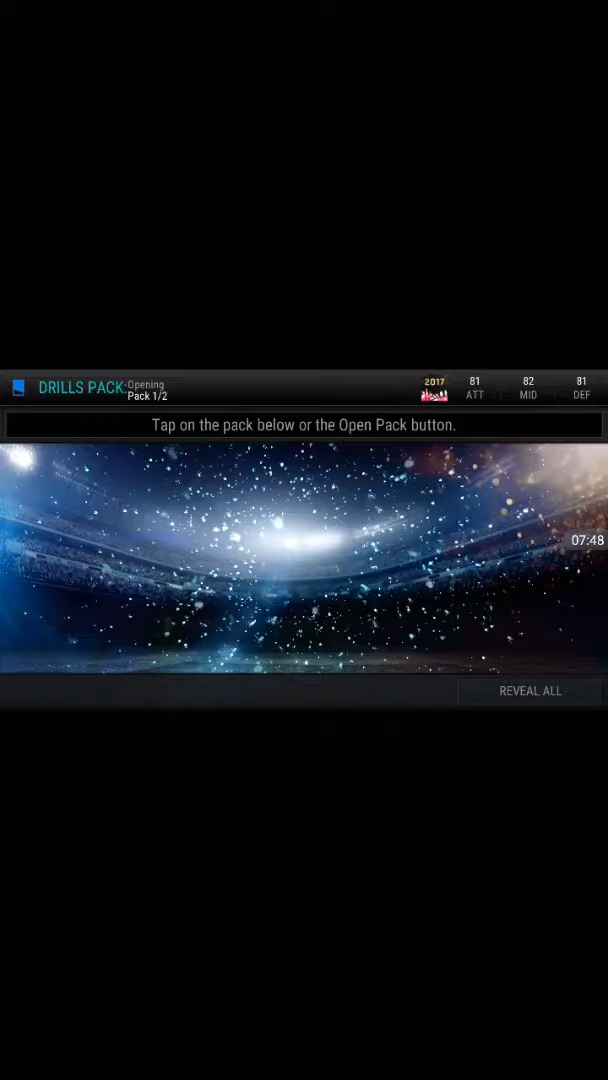 DRILLS PACK:
Opening
Pack 1/2
2017
81
ATT
82
MID
81
DEF
Tap on the pack below or the Open Pack button.
07:48
REVEAL ALL